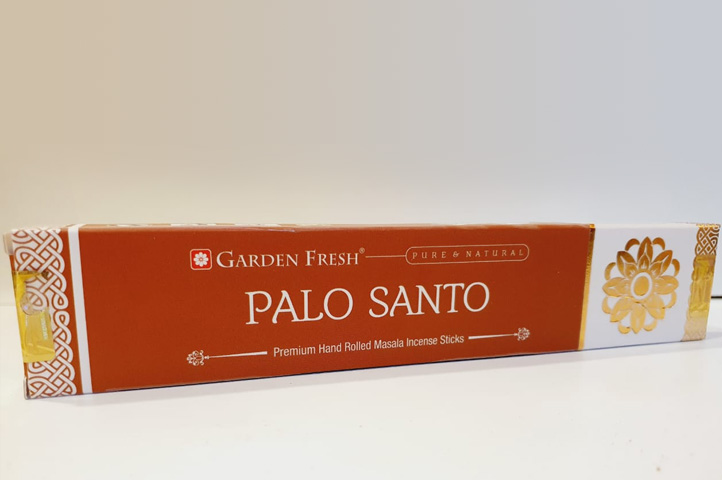 GARDEN FRESH®
PURE & NATURAL
PALO SANTO
Premium Hand Rolled Masala Incense Sticks